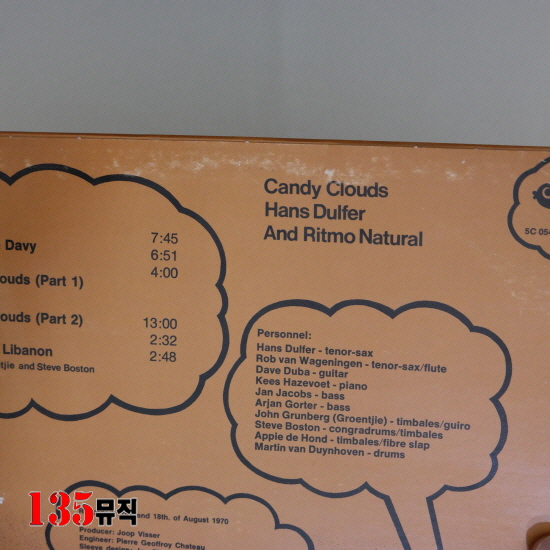 Candy Clouds
Hans Dulfer
And Ritmo Natural
SC 054
Davy 7:45
6:51
ouds (Part 1) 4:00
ouds (Part 2) 13:00
2:32
Libanon 2:48
tjie and Steve Boston
Personnel:
Hans Dulfer - tenor-sax
Rob van Wageningen - tenor-sax/flute
Dave Duba - guitar
Kees Hazevoet - piano
Jan Jacobs - bass
Arjan Gorter - bass
John Grunberg (Groentjie) - timbales/guiro
Steve Boston - congradrums/timbales
Appie de Hond - timbales/fibre slap
Martin van Duynhoven - drums
and 18th. of August 1970
Producer: Joop Visser
Engineer: Pierre Geoffroy Chateau
Sleeve design:
135뮤직